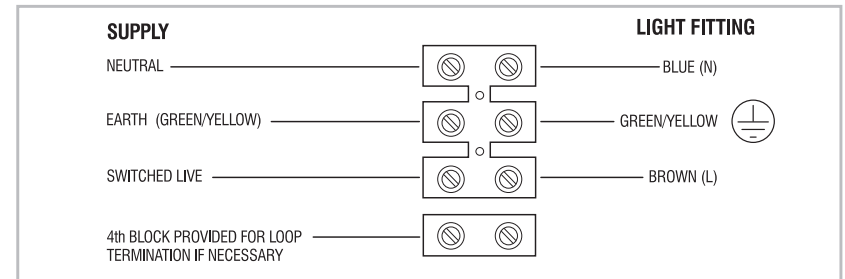 SUPPLY
LIGHT FITTING
NEUTRAL
BLUE (N)
EARTH (GREEN/YELLOW)
GREEN/YELLOW
SWITCHED LIVE
BROWN (L)
4th BLOCK PROVIDED FOR LOOP
TERMINATION IF NECESSARY